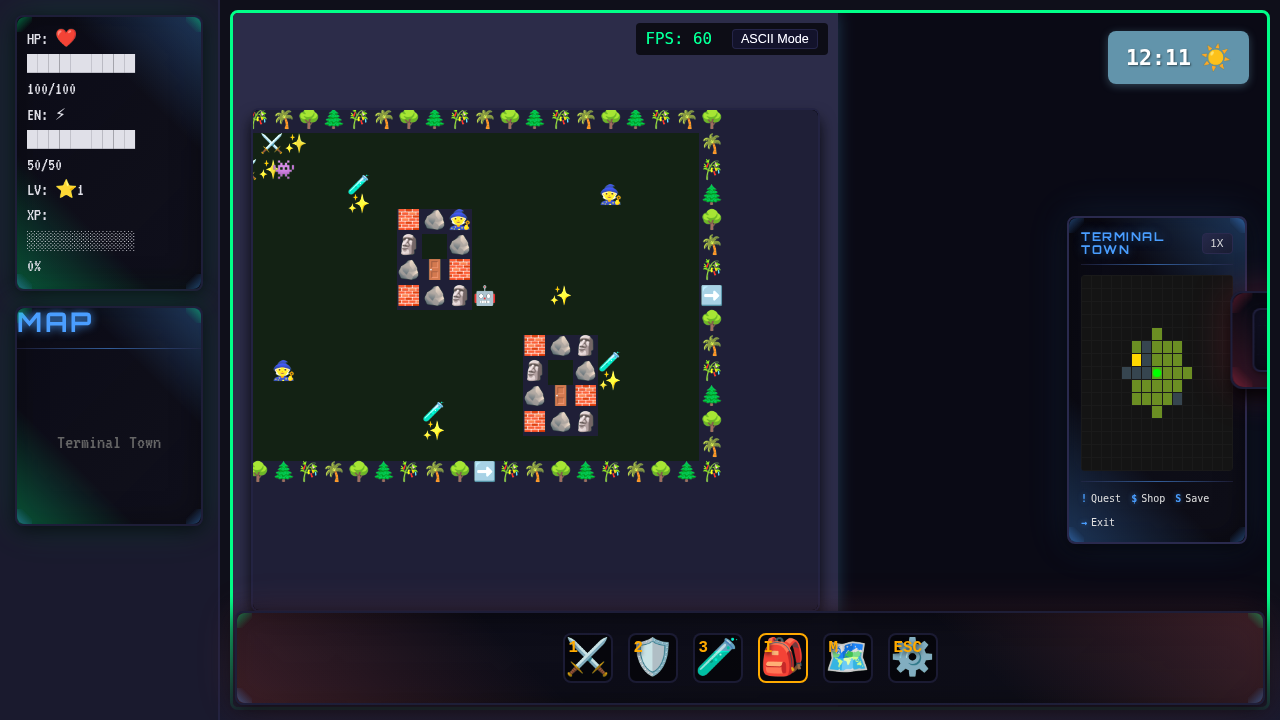 HP: ❤️
100/100
EN: ⚡
50/50
LV: ⭐1
XP:
0%
MAP
Terminal Town
FPS: 60
ASCII Mode
12:11 ☀️
TERMINAL
TOWN
1X
! Quest $ Shop S Save
→ Exit
1
2
3
I
M
ESC